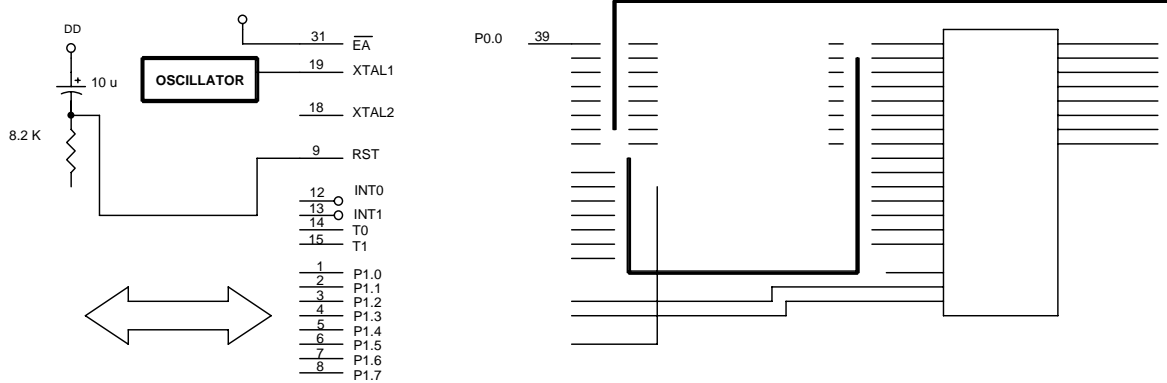 DD
10 u
8.2 K
OSCILLATOR
31 EA
19 XTAL1
18 XTAL2
9 RST
12 INT0
13 INT1
14 T0
15 T1
1 P1.0
2 P1.1
3 P1.2
4 P1.3
5 P1.4
6 P1.5
7 P1.6
8 P1.7
P0.0 39